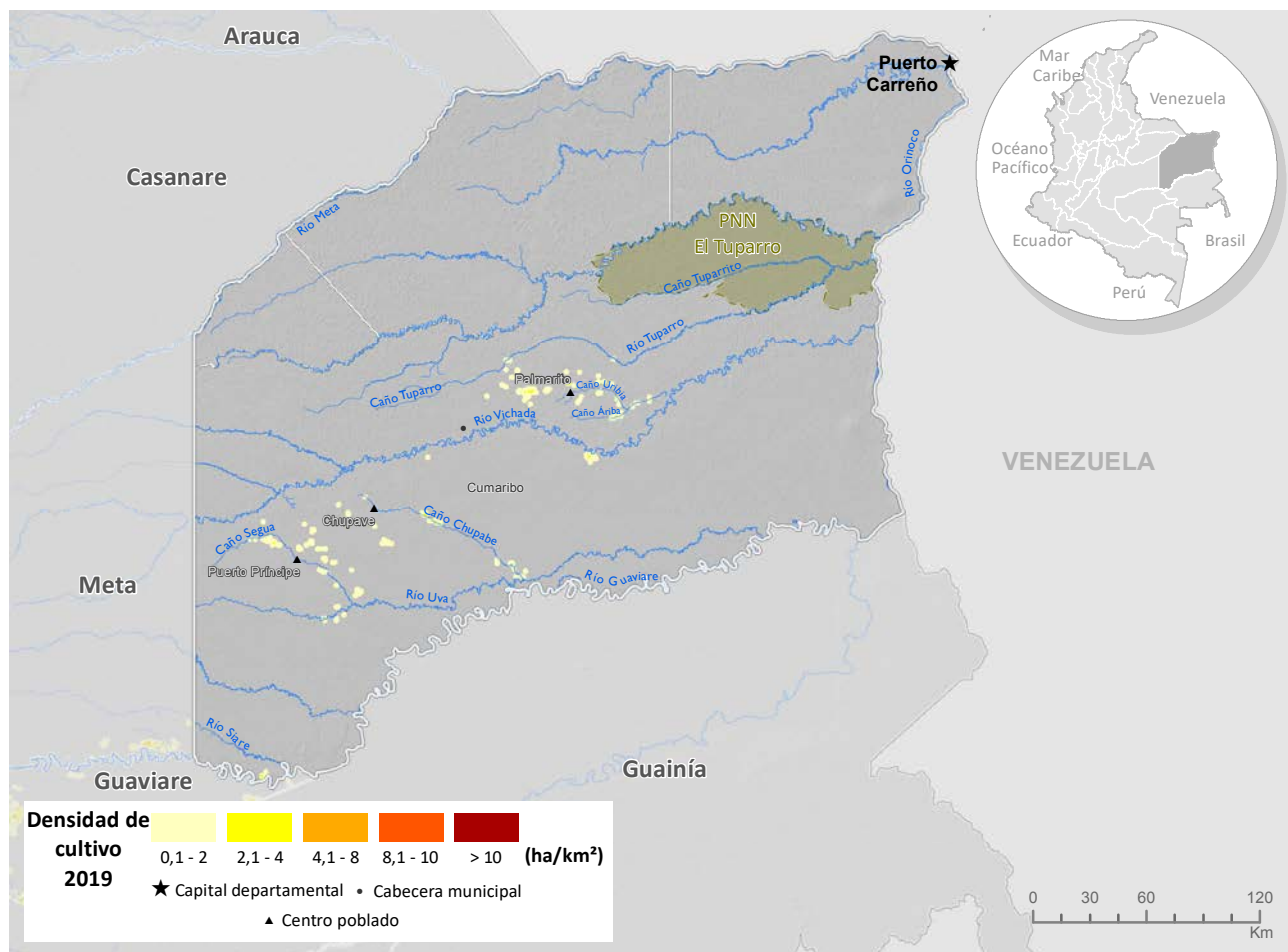 Arauca
Puerto
Carreño
Mar
Caribe
Venezuela
Océano
Pacífico
Ecuador
Brasil
Perú
Casanare
Río Orinoco
Río Meta
PNN
El Tuparro
Caño Tuparrito
Río Tuparro
Palmarito
Caño Uribia
Caño Tuparro
Caño Ariba
Río Vichada
VENEZUELA
Cumaribo
Chupave
Caño Chupabe
Caño Segua
Puerto Príncipe
Río Guaviare
Meta
Río Uva
Río Siare
Guaviare
Guainía
Densidad de
cultivo
2019
0,1 - 2
2,1 - 4
4,1 - 8
8,1 - 10
> 10
(ha/km²)
Capital departamental
Cabecera municipal
Centro poblado
0 30 60 120
Km